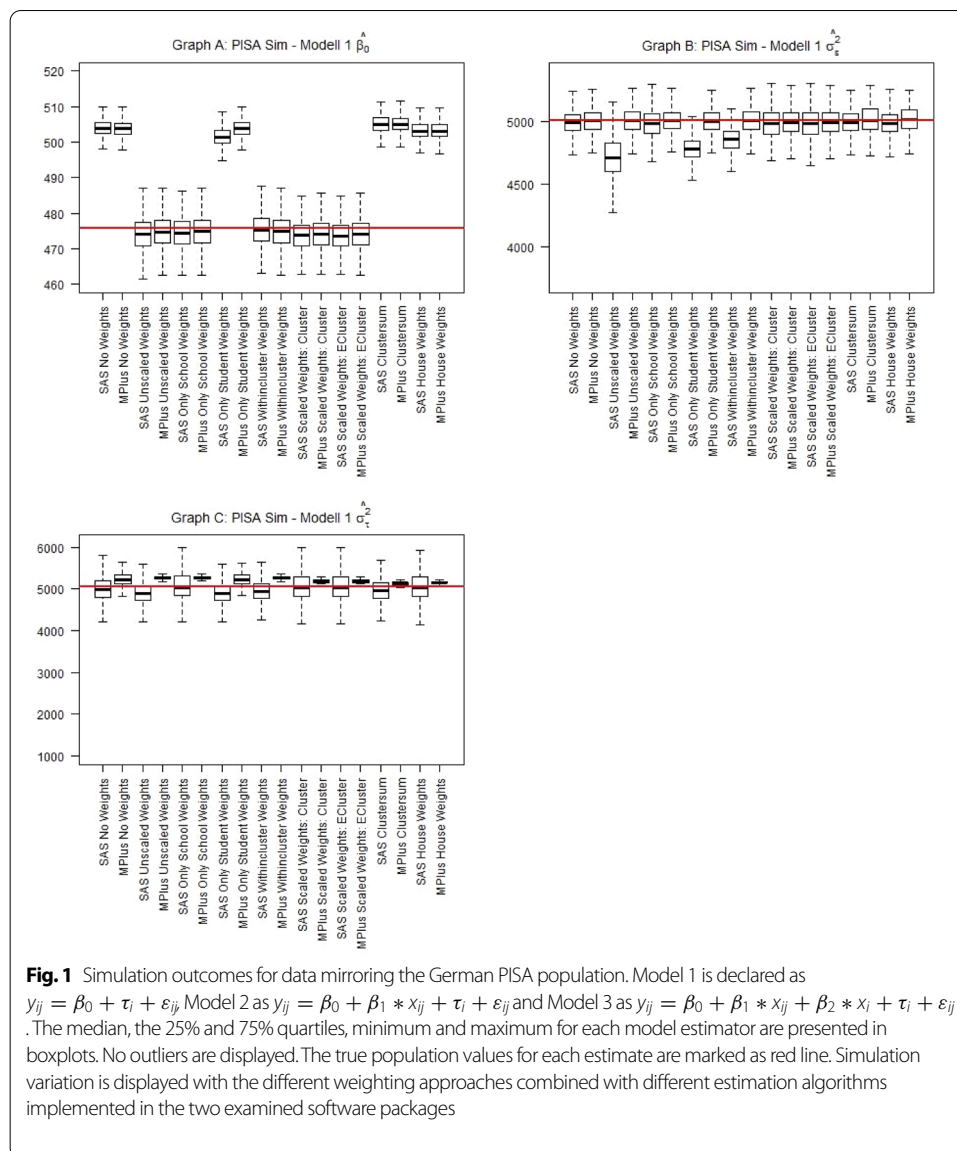 Graph A: PISA Sim - Modell 1 β̂₀
520
510
500
490
480
470
460
SAS No Weights
MPlus No Weights
SAS Unscaled Weights
MPlus Unscaled Weights
SAS Only School Weights
MPlus Only School Weights
SAS Only Student Weights
MPlus Only Student Weights
SAS Withincluster Weights
MPlus Withincluster Weights
SAS Scaled Weights: Cluster
MPlus Scaled Weights: Cluster
SAS Scaled Weights: ECluster
MPlus Scaled Weights: ECluster
SAS Clustersum
MPlus Clustersum
SAS House Weights
MPlus House Weights
Graph B: PISA Sim - Modell 1 σ̂²ε
5000
4500
4000
SAS No Weights
MPlus No Weights
SAS Unscaled Weights
MPlus Unscaled Weights
SAS Only School Weights
MPlus Only School Weights
SAS Only Student Weights
MPlus Only Student Weights
SAS Withincluster Weights
MPlus Withincluster Weights
SAS Scaled Weights: Cluster
MPlus Scaled Weights: Cluster
SAS Scaled Weights: ECluster
MPlus Scaled Weights: ECluster
SAS Clustersum
MPlus Clustersum
SAS House Weights
MPlus House Weights
Graph C: PISA Sim - Modell 1 σ̂²τ
6000
5000
4000
3000
2000
1000
SAS No Weights
MPlus No Weights
SAS Unscaled Weights
MPlus Unscaled Weights
SAS Only School Weights
MPlus Only School Weights
SAS Only Student Weights
MPlus Only Student Weights
SAS Withincluster Weights
MPlus Withincluster Weights
SAS Scaled Weights: Cluster
MPlus Scaled Weights: Cluster
SAS Scaled Weights: ECluster
MPlus Scaled Weights: ECluster
SAS Clustersum
MPlus Clustersum
SAS House Weights
MPlus House Weights
Fig. 1 Simulation outcomes for data mirroring the German PISA population. Model 1 is declared as
yij = β0 + τi + εij, Model 2 as yij = β0 + β1 * xij + τi + εij and Model 3 as yij = β0 + β1 * xij + β2 * xi + τi + εij
. The median, the 25% and 75% quartiles, minimum and maximum for each model estimator are presented in
boxplots. No outliers are displayed. The true population values for each estimate are marked as red line. Simulation
variation is displayed with the different weighting approaches combined with different estimation algorithms
implemented in the two examined software packages